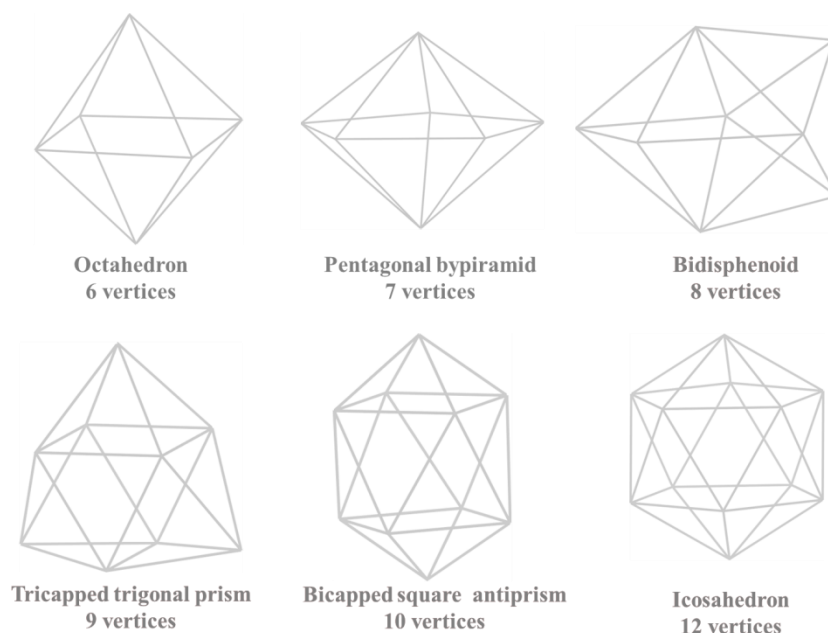 Octahedron
6 vertices
Pentagonal bypiramid
7 vertices
Bidisphenoid
8 vertices
Tricapped trigonal prism
9 vertices
Bicapped square antiprism
10 vertices
Icosahedron
12 vertices